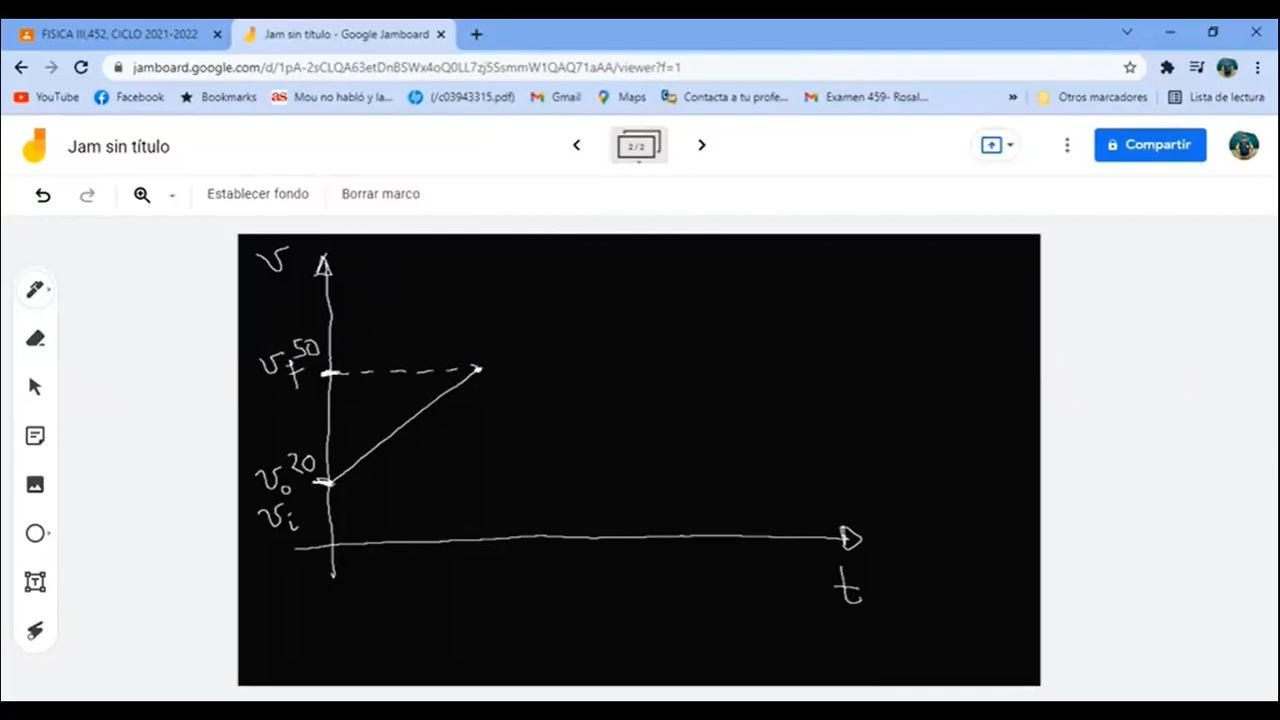 FISICA III,452, CICLO 2021-2022
Jam sin título - Google Jamboard
jamboard.google.com/d/1pA-2sCLQA63etDnBSWx4oQ0LL7zj5SsmmW1QAQ71aAA/viewer?f=1
YouTube
Facebook
Bookmarks
as Mou no habló y la...
(/c03943315.pdf)
Gmail
Maps
Contacta a tu profe...
Examen 459- Rosal...
»
Otros marcadores
Lista de lectura
Jam sin título
2/2
Compartir
Establecer fondo
Borrar marco
v
vf 50
v₀ 20
vi
t